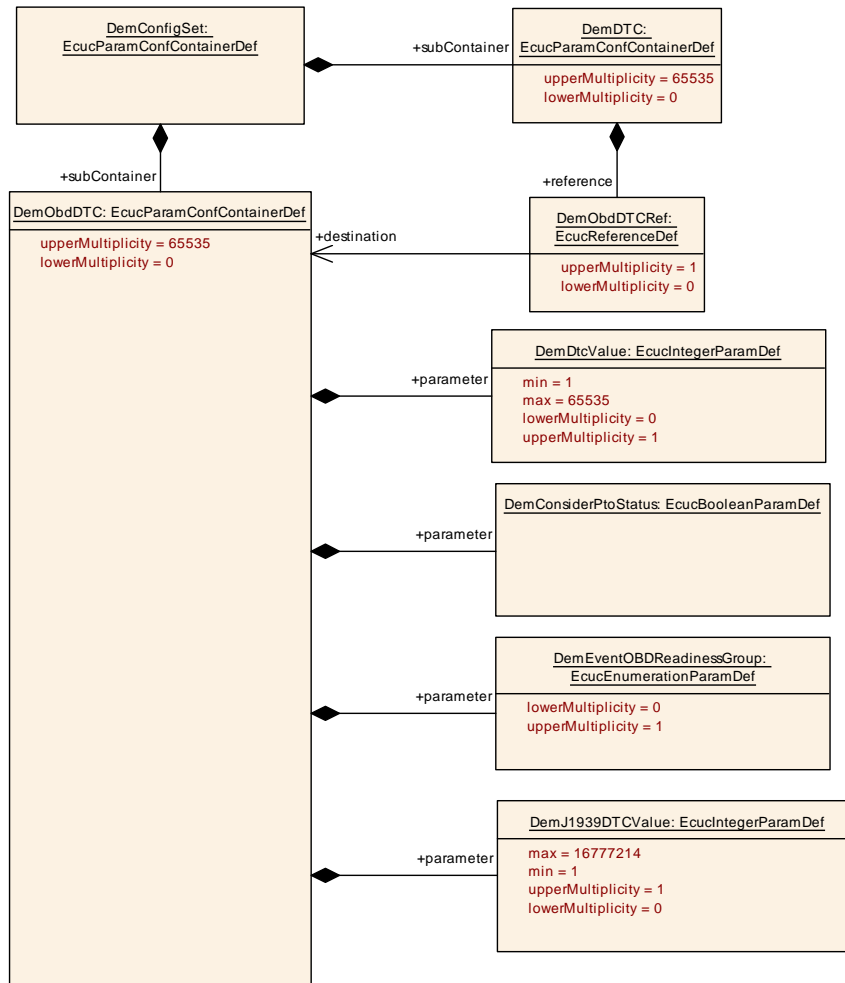 DemConfigSet:
EcucParamConfContainerDef
+subContainer
DemDTC:
EcucParamConfContainerDef
upperMultiplicity = 65535
lowerMultiplicity = 0
+subContainer
+reference
DemObdDTC: EcucParamConfContainerDef
upperMultiplicity = 65535
lowerMultiplicity = 0
+destination
DemObdDTCRef:
EcucReferenceDef
upperMultiplicity = 1
lowerMultiplicity = 0
+parameter
DemDtcValue: EcucIntegerParamDef
min = 1
max = 65535
lowerMultiplicity = 0
upperMultiplicity = 1
+parameter
DemConsiderPtoStatus: EcucBooleanParamDef
+parameter
DemEventOBDReadinessGroup:
EcucEnumerationParamDef
lowerMultiplicity = 0
upperMultiplicity = 1
+parameter
DemJ1939DTCValue: EcucIntegerParamDef
max = 16777214
min = 1
upperMultiplicity = 1
lowerMultiplicity = 0